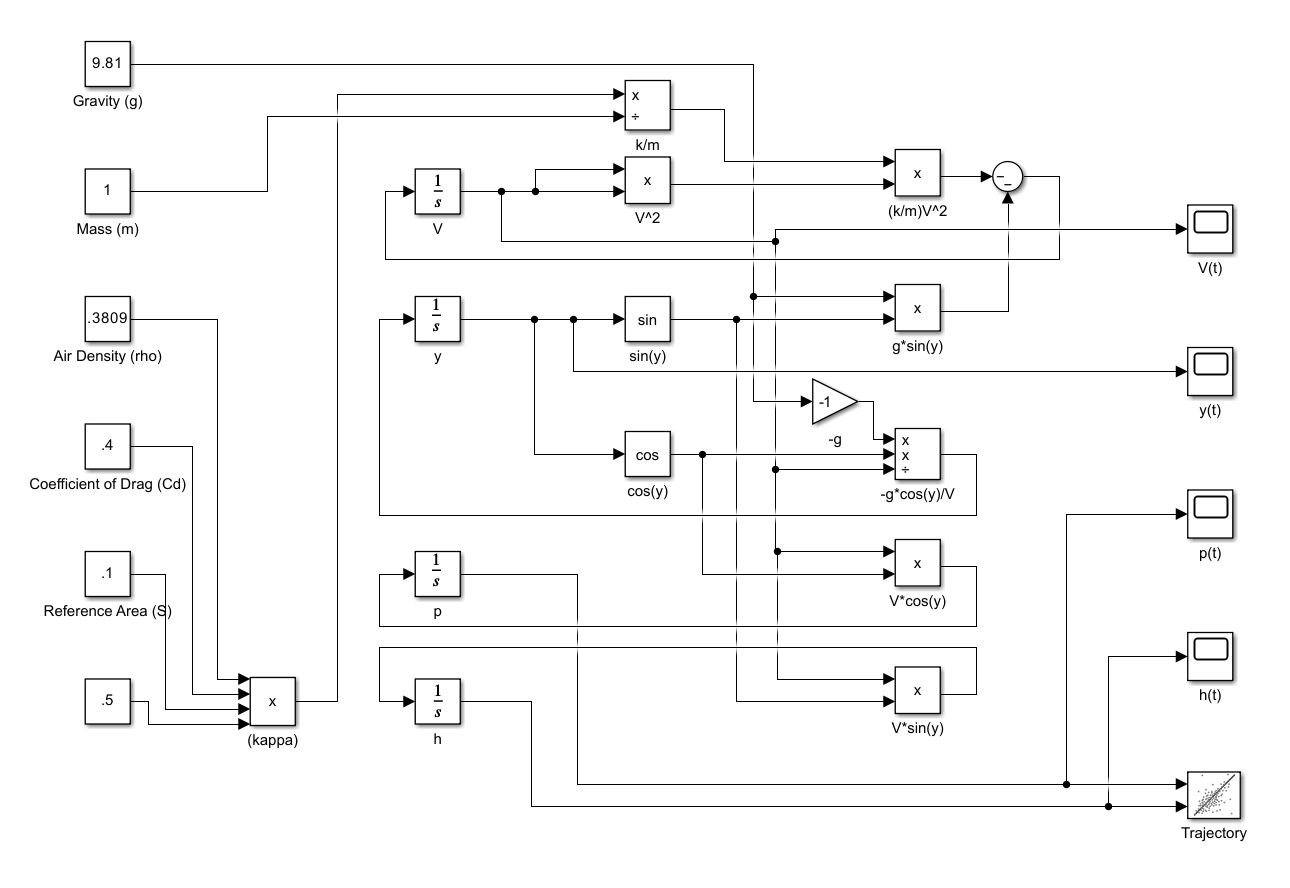 9.81
Gravity (g)
x
÷
k/m
1
Mass (m)
1
s
V
x
V^2
x
(k/m)V^2
−
−
V(t)
.3809
Air Density (rho)
1
s
y
sin
sin(y)
x
g*sin(y)
y(t)
-1
-g
.4
Coefficient of Drag (Cd)
cos
cos(y)
x
x
÷
-g*cos(y)/V
p(t)
.1
Reference Area (S)
1
s
p
x
V*cos(y)
h(t)
.5
x
(kappa)
1
s
h
x
V*sin(y)
Trajectory